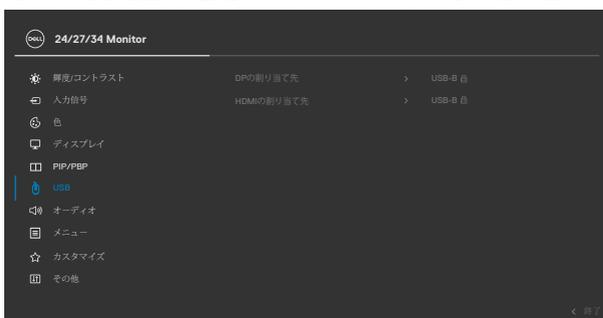 DELL 24/27/34 Monitor
輝度/コントラスト DPの割り当て先 > USB-B
入力信号 HDMIの割り当て先 > USB-B
色
ディスプレイ
PIP/PBP
USB
オーディオ
メニュー
カスタマイズ
その他
< 終了